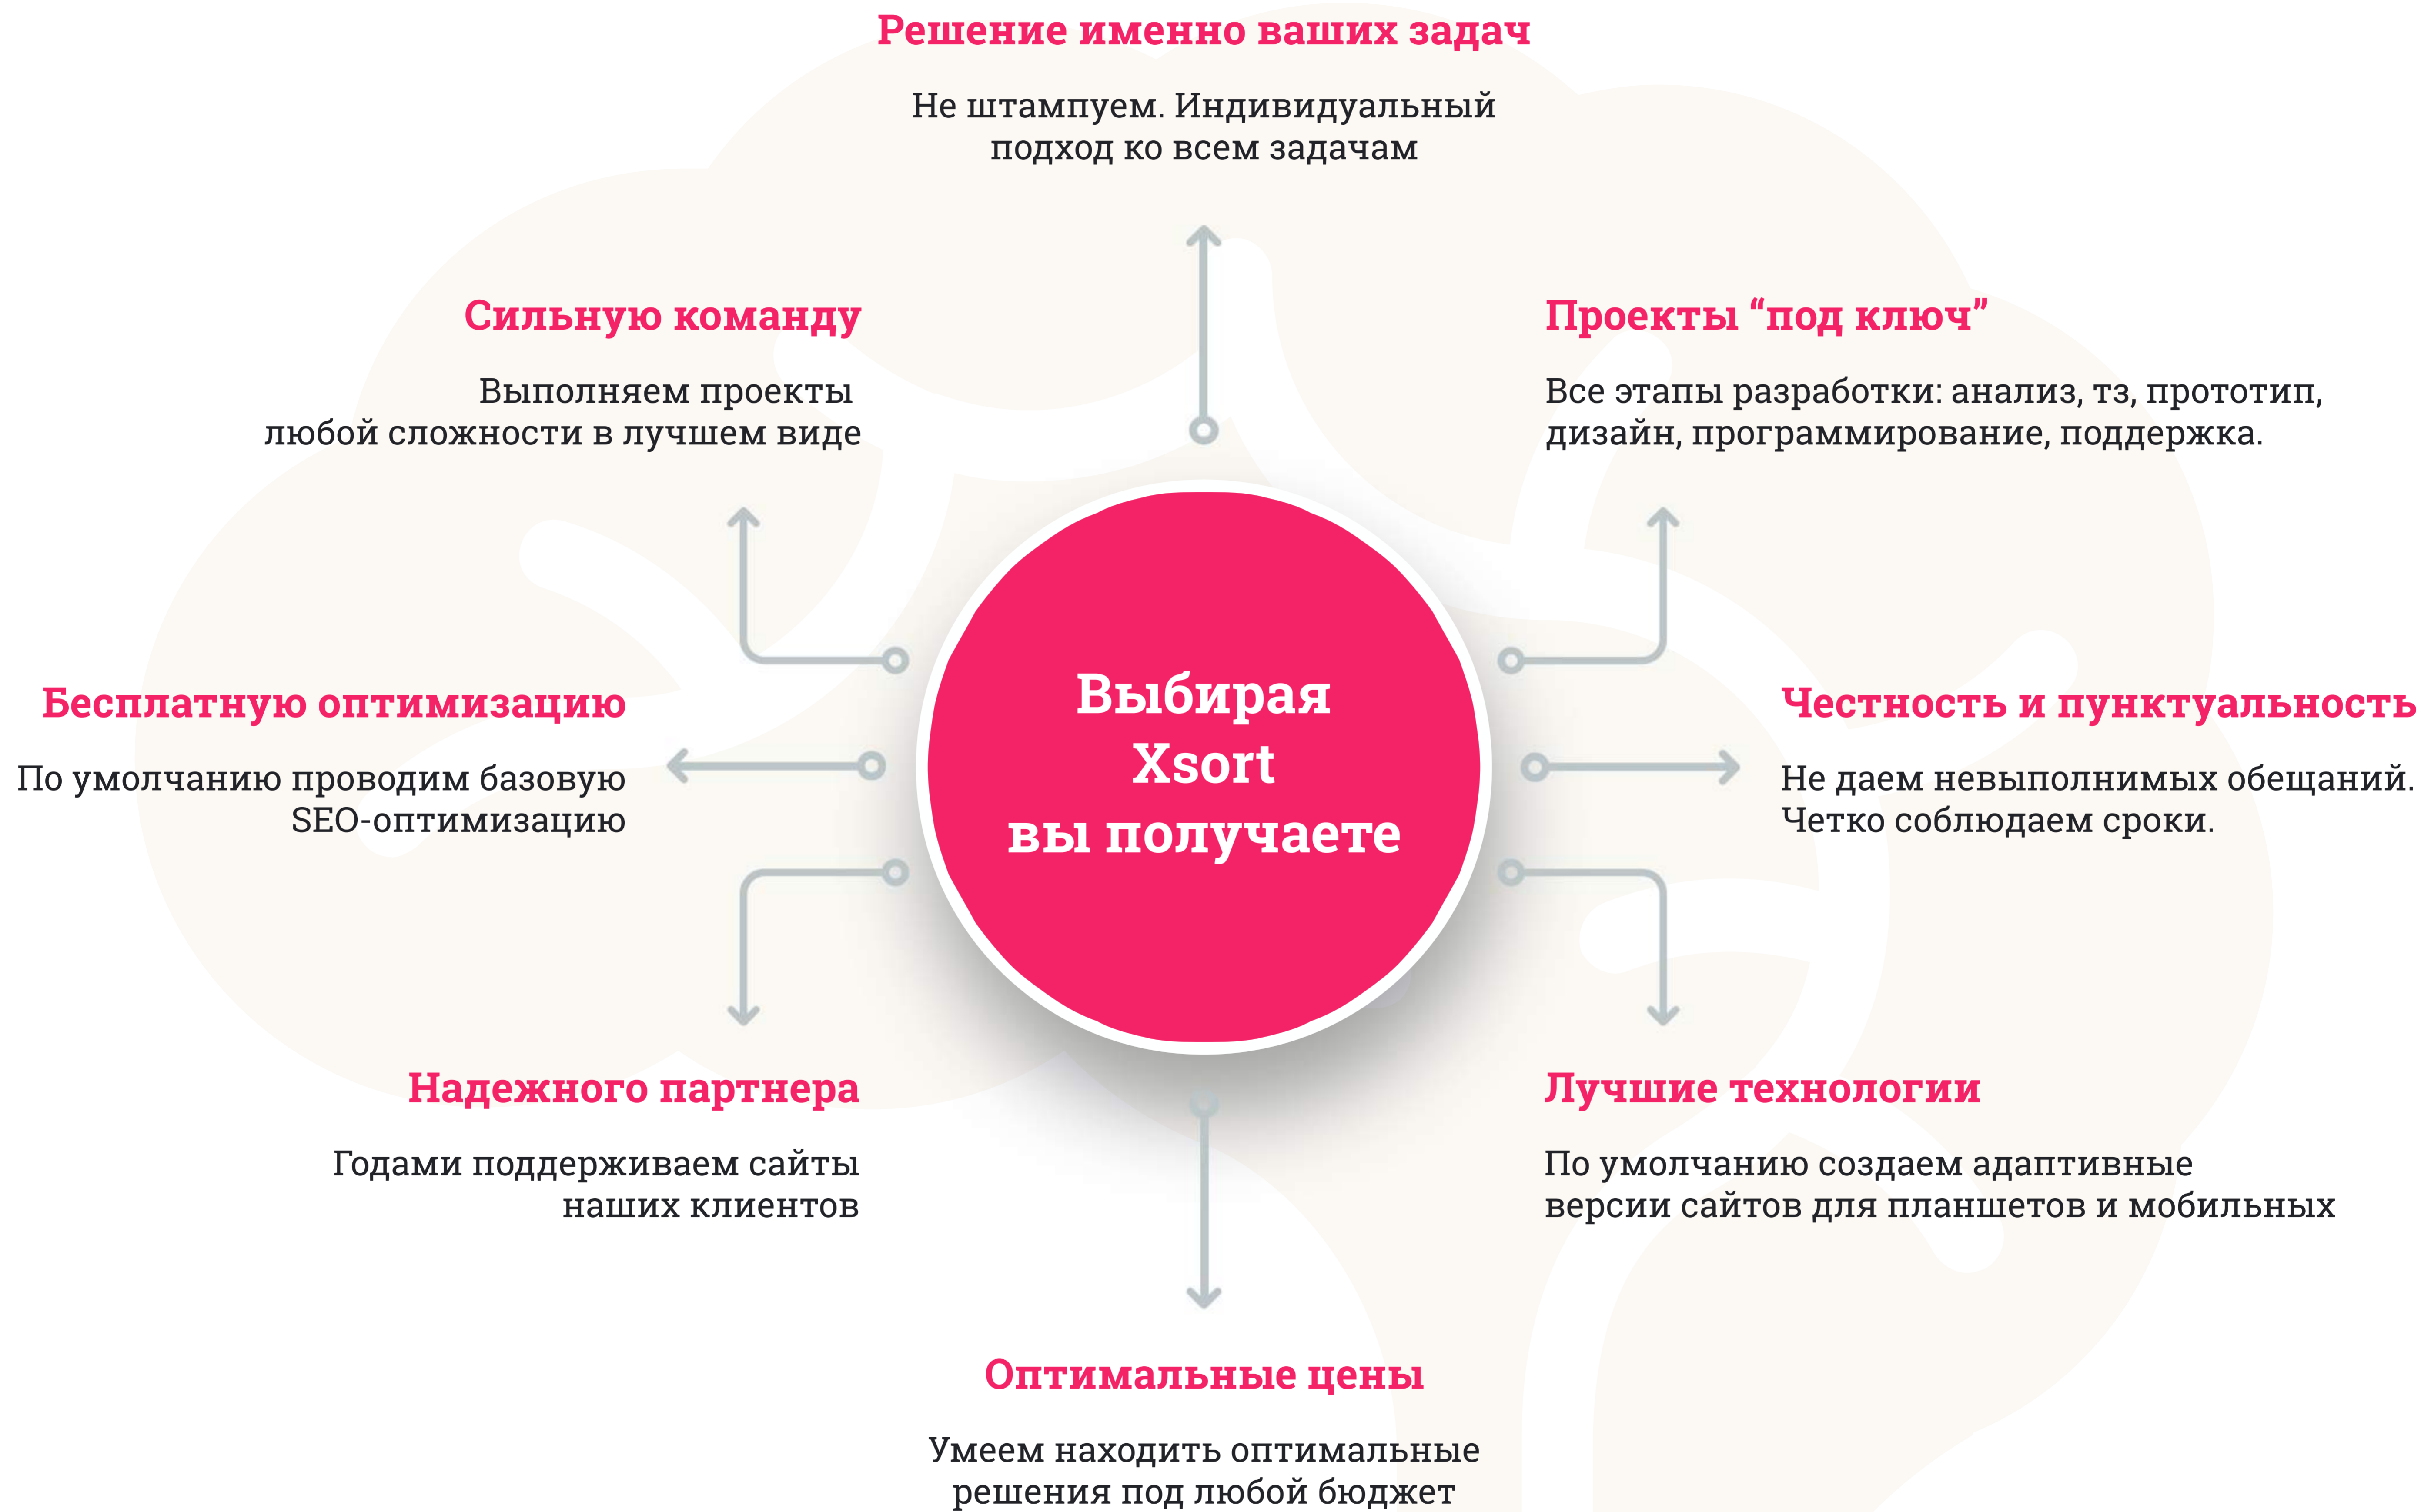 Решение именно ваших задач
Не штампуем. Индивидуальный
подход ко всем задачам
Сильную команду
Выполняем проекты
любой сложности в лучшем виде
Проекты “под ключ”
Все этапы разработки: анализ, тз, прототип,
дизайн, программирование, поддержка.
Бесплатную оптимизацию
По умолчанию проводим базовую
SEO-оптимизацию
Выбирая
Xsort
вы получаете
Честность и пунктуальность
Не даем невыполнимых обещаний.
Четко соблюдаем сроки.
Надежного партнера
Годами поддерживаем сайты
наших клиентов
Лучшие технологии
По умолчанию создаем адаптивные
версии сайтов для планшетов и мобильных
Оптимальные цены
Умеем находить оптимальные
решения под любой бюджет